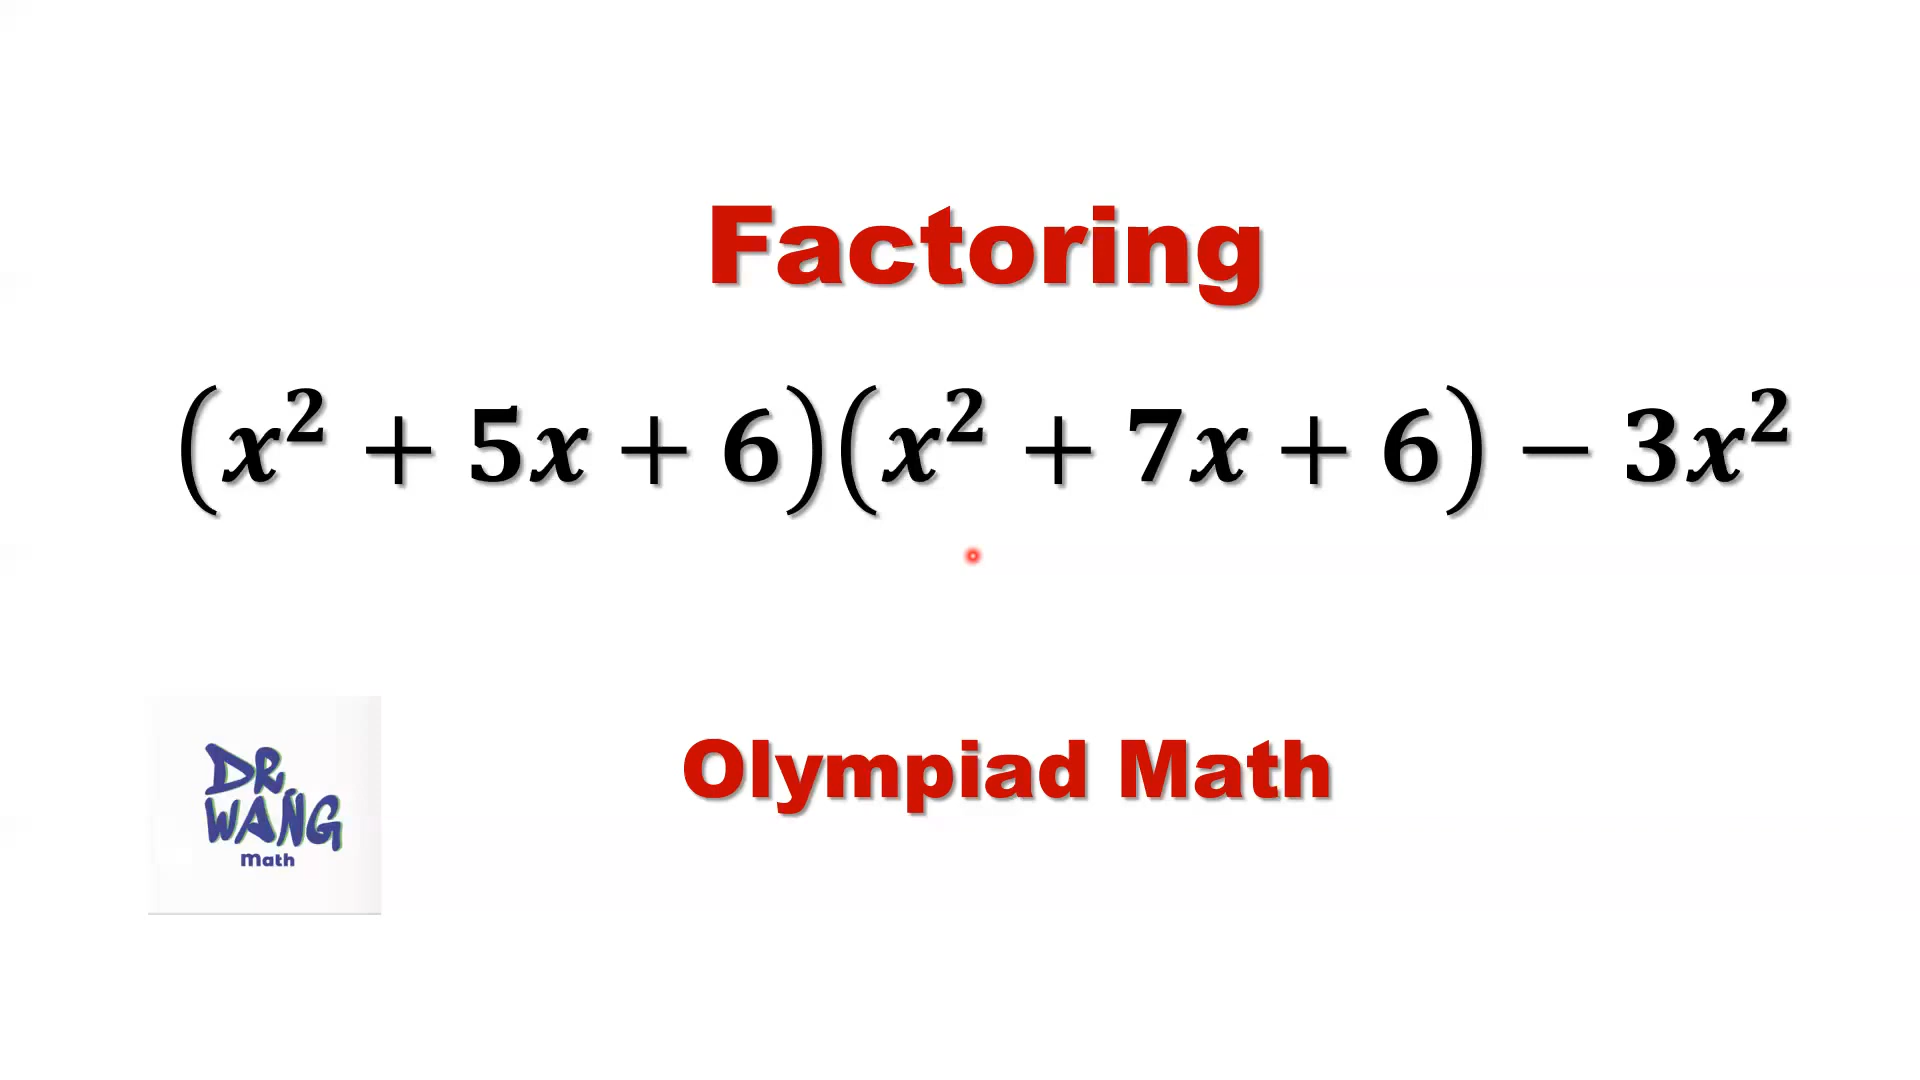 Factoring
(x² + 5x + 6)(x² + 7x + 6) − 3x²
Olympiad Math
DR
WANG
Math